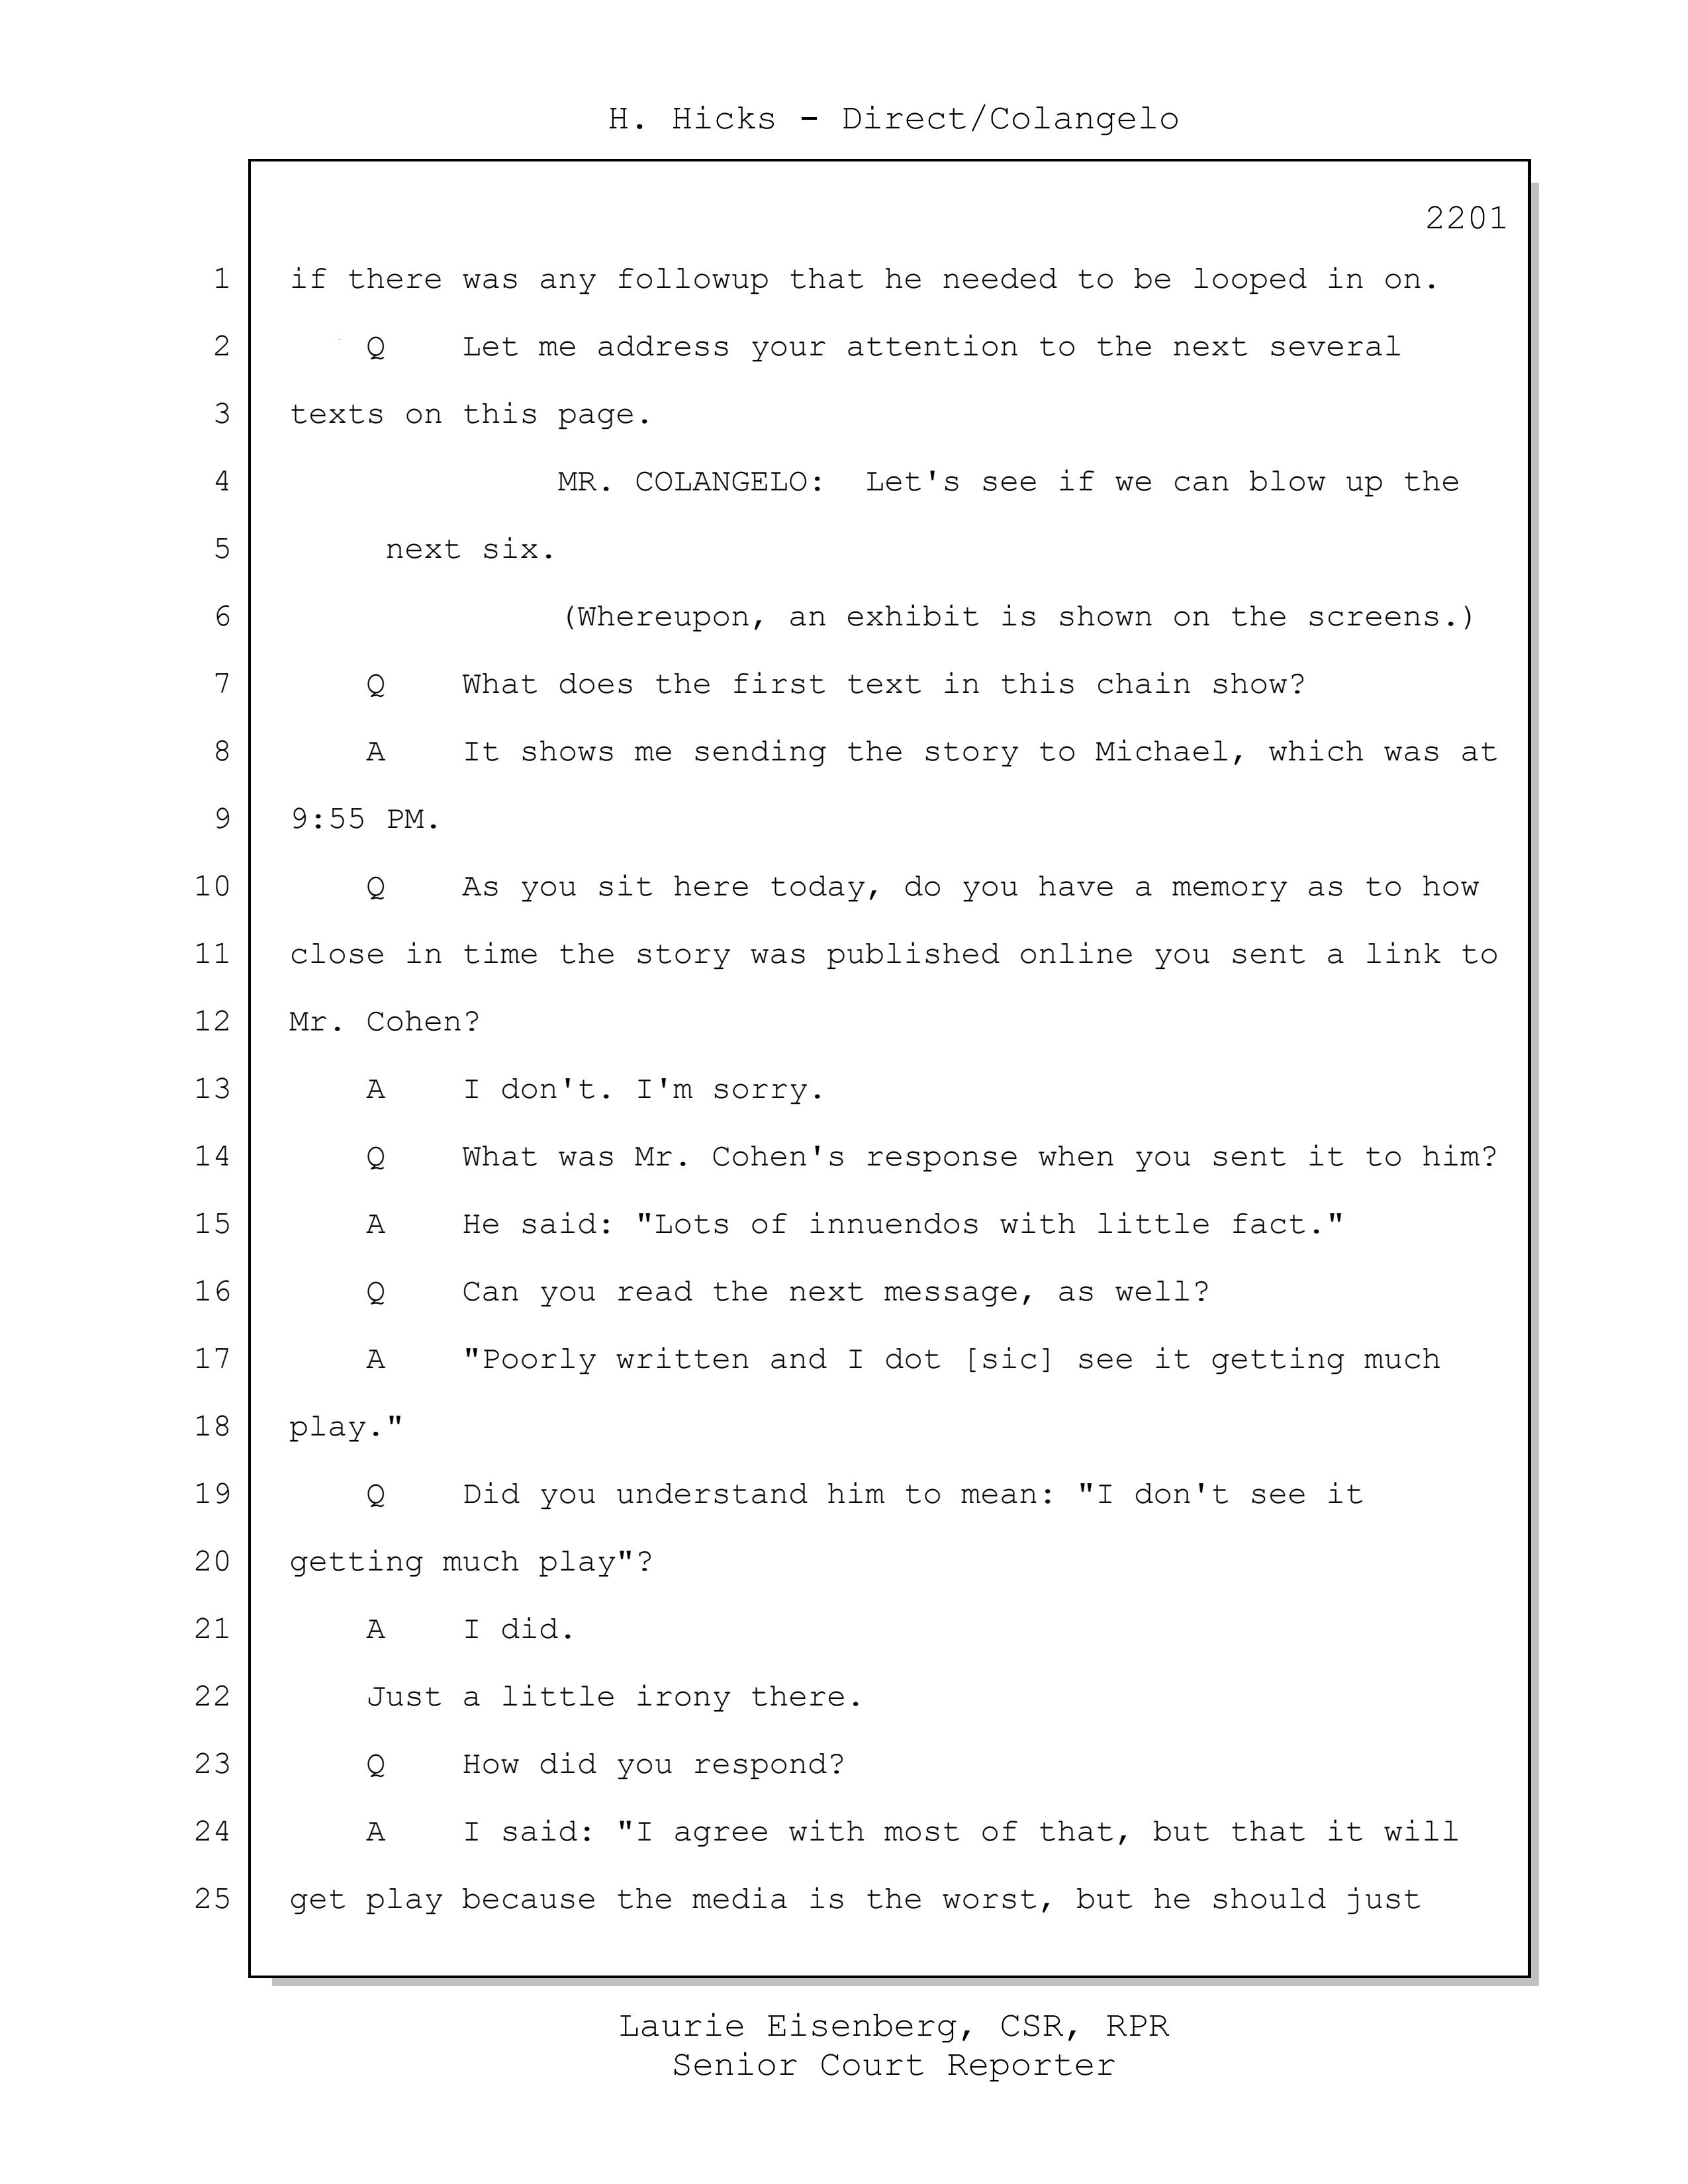 H. Hicks - Direct/Colangelo
2201
1 if there was any followup that he needed to be looped in on.
2 Q Let me address your attention to the next several
3 texts on this page.
4 MR. COLANGELO: Let's see if we can blow up the
5 next six.
6 (Whereupon, an exhibit is shown on the screens.)
7 Q What does the first text in this chain show?
8 A It shows me sending the story to Michael, which was at
9 9:55 PM.
10 Q As you sit here today, do you have a memory as to how
11 close in time the story was published online you sent a link to
12 Mr. Cohen?
13 A I don't. I'm sorry.
14 Q What was Mr. Cohen's response when you sent it to him?
15 A He said: "Lots of innuendos with little fact."
16 Q Can you read the next message, as well?
17 A "Poorly written and I dot [sic] see it getting much
18 play."
19 Q Did you understand him to mean: "I don't see it
20 getting much play"?
21 A I did.
22 Just a little irony there.
23 Q How did you respond?
24 A I said: "I agree with most of that, but that it will
25 get play because the media is the worst, but he should just
Laurie Eisenberg, CSR, RPR
Senior Court Reporter